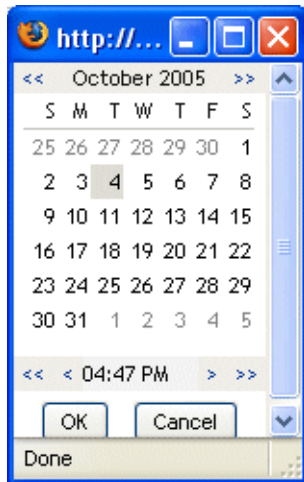 http://...
<< October 2005 >>
S M T W T F S
25 26 27 28 29 30 1
2 3 4 5 6 7 8
9 10 11 12 13 14 15
16 17 18 19 20 21 22
23 24 25 26 27 28 29
30 31 1 2 3 4 5
<< < 04:47 PM > >>
OK Cancel
Done